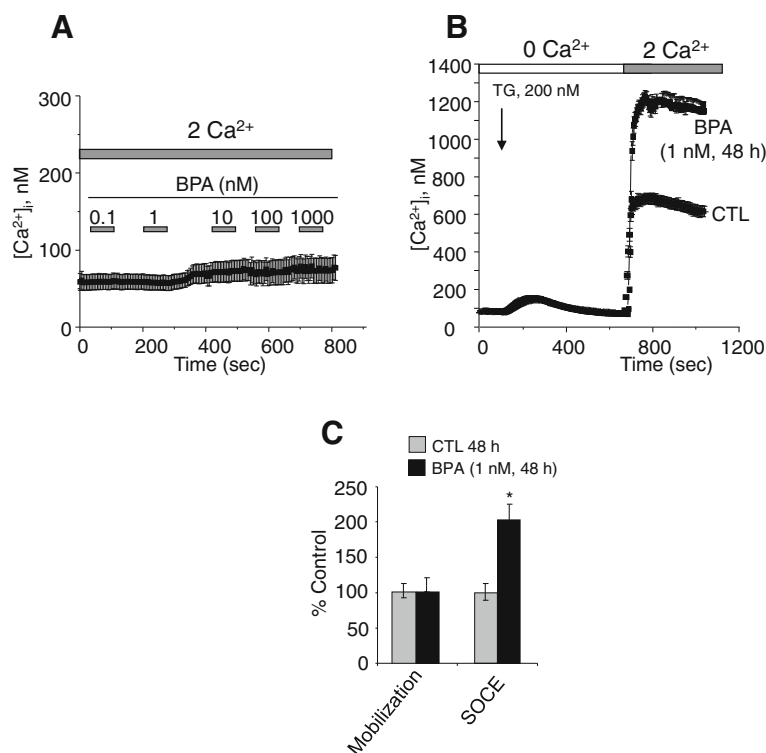 A
2 Ca²⁺
BPA (nM)
0.1 1 10 100 1000
[Ca²⁺]ᵢ, nM
300
200
100
0
0 200 400 600 800
Time (sec)
B
0 Ca²⁺ 2 Ca²⁺
TG, 200 nM
BPA
(1 nM, 48 h)
CTL
[Ca²⁺]ᵢ, nM
1400
1200
1000
800
600
400
200
0
0 400 800 1200
Time (sec)
C
CTL 48 h
BPA (1 nM, 48 h)
% Control
250
200
150
100
50
0
*
Mobilization
SOCE